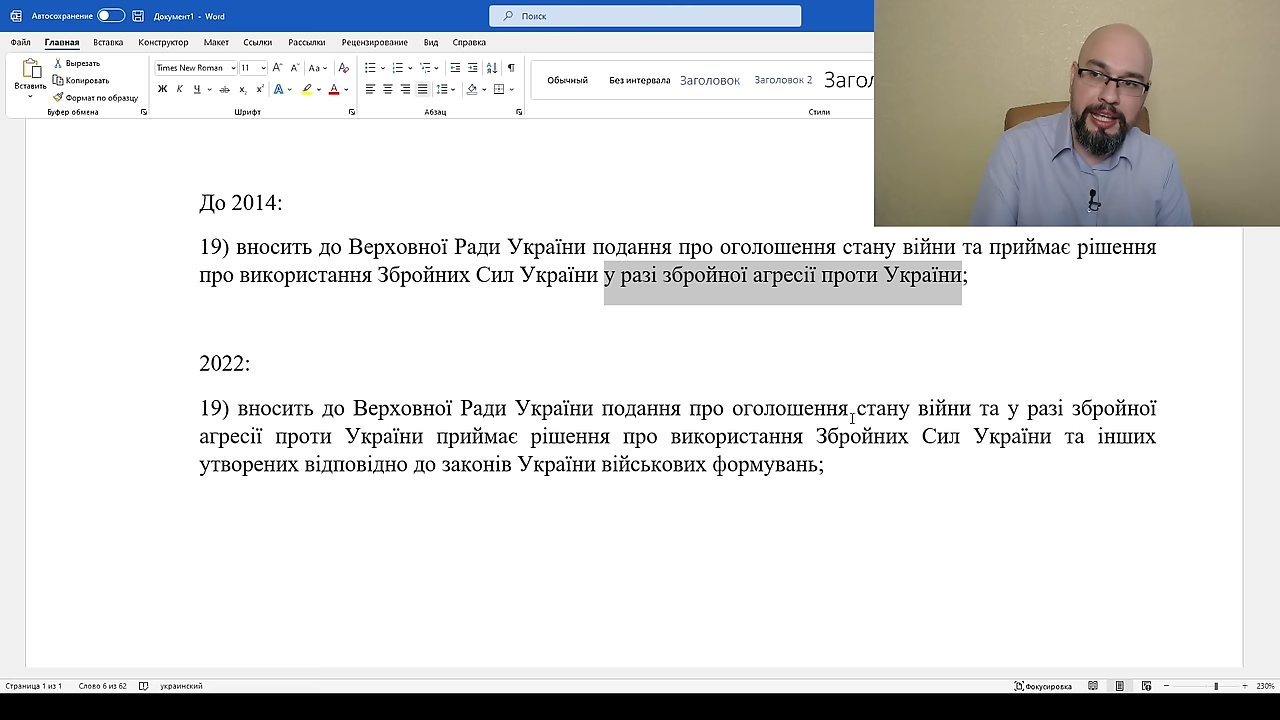 Автосохранение
Документ1 - Word
Поиск
Файл Главная Вставка Конструктор Макет Ссылки Рассылки Рецензирование Вид Справка
Вставить
Вырезать
Копировать
Формат по образцу
Буфер обмена
Times New Roman 11
Aa
Ж К Ч ab x₂ x²
Шрифт
Абзац
Обычный Без интервала Заголовок Заголовок 2 Загол
Стили
До 2014:
19) вносить до Верховної Ради України подання про оголошення стану війни та приймає рішення
про використання Збройних Сил України у разі збройної агресії проти України;
2022:
19) вносить до Верховної Ради України подання про оголошення стану війни та у разі збройної
агресії проти України приймає рішення про використання Збройних Сил України та інших
утворених відповідно до законів України військових формувань;
Страница 1 из 1 Слово 6 из 62 украинский Фокусировка 230%